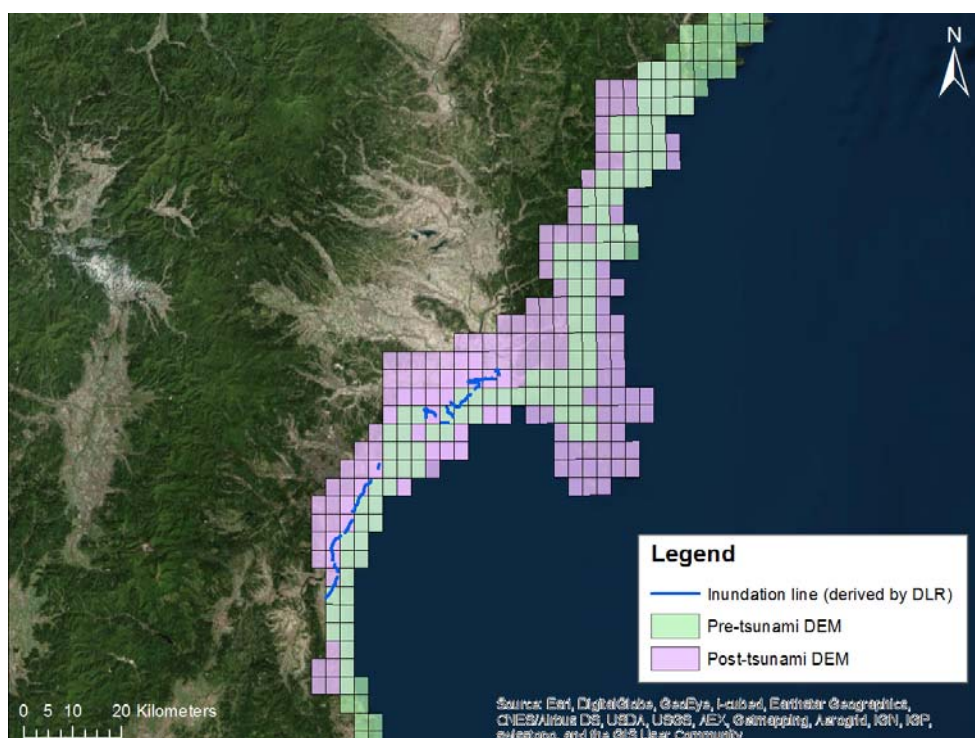 N
Legend
Inundation line (derived by DLR)
Pre-tsunami DEM
Post-tsunami DEM
0 5 10 20 Kilometers
Source: Esri, DigitalGlobe, GeoEye, i-cubed, Earthstar Geographics,
CNES/Airbus DS, USDA, USGS, AEX, Getmapping, Aerogrid, IGN, IGP,
swisstopo, and the GIS User Community